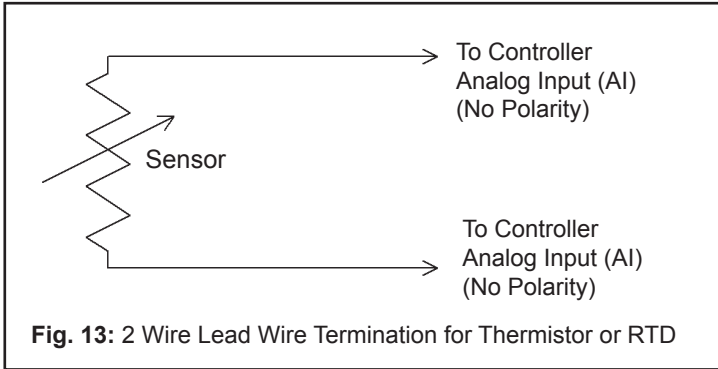 To Controller
Analog Input (AI)
(No Polarity)
Sensor
To Controller
Analog Input (AI)
(No Polarity)
Fig. 13: 2 Wire Lead Wire Termination for Thermistor or RTD